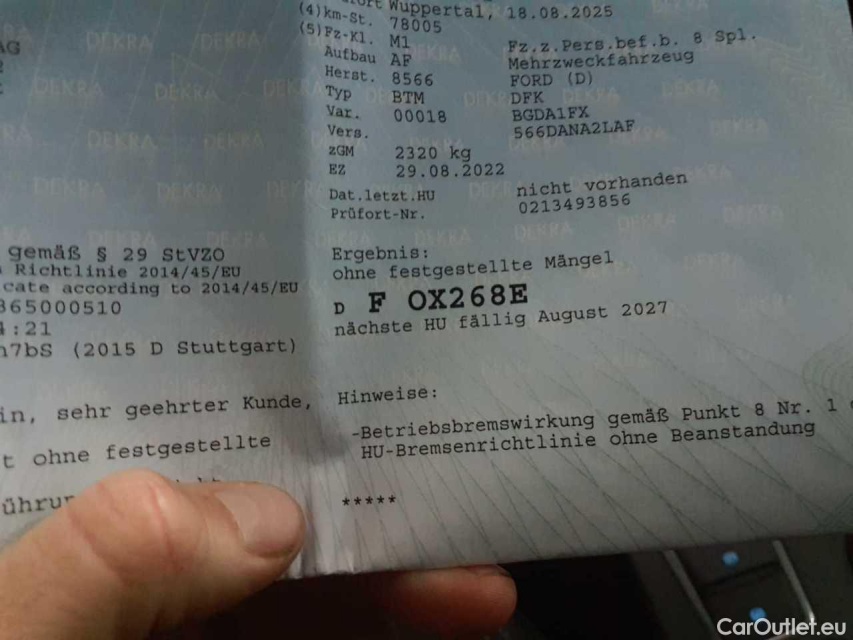 Wuppertal, 18.08.2025
(4)km-St. 78005
(5)Fz-Kl. M1 Fz.z.Pers.bef.b. 8 Spl.
Aufbau AF Mehrzweckfahrzeug
Herst. 8566 FORD (D)
Typ BTM DFK
Var. 00018 BGDA1FX
Vers. 566DANA2LAF
zGM 2320 kg
EZ 29.08.2022
Dat.letzt.HU nicht vorhanden
Prüfort-Nr. 0213493856
AG
gemäß § 29 StVZO
Richtlinie 2014/45/EU
cate according to 2014/45/EU
365000510
4:21
n7bS (2015 D Stuttgart)
in, sehr geehrter Kunde,
t ohne festgestellte
ührun
Ergebnis:
ohne festgestellte Mängel
D F OX268E
nächste HU fällig August 2027
Hinweise:
-Betriebsbremswirkung gemäß Punkt 8 Nr. 1
HU-Bremsenrichtlinie ohne Beanstandung
*****
DEKRA
CarOutlet.eu